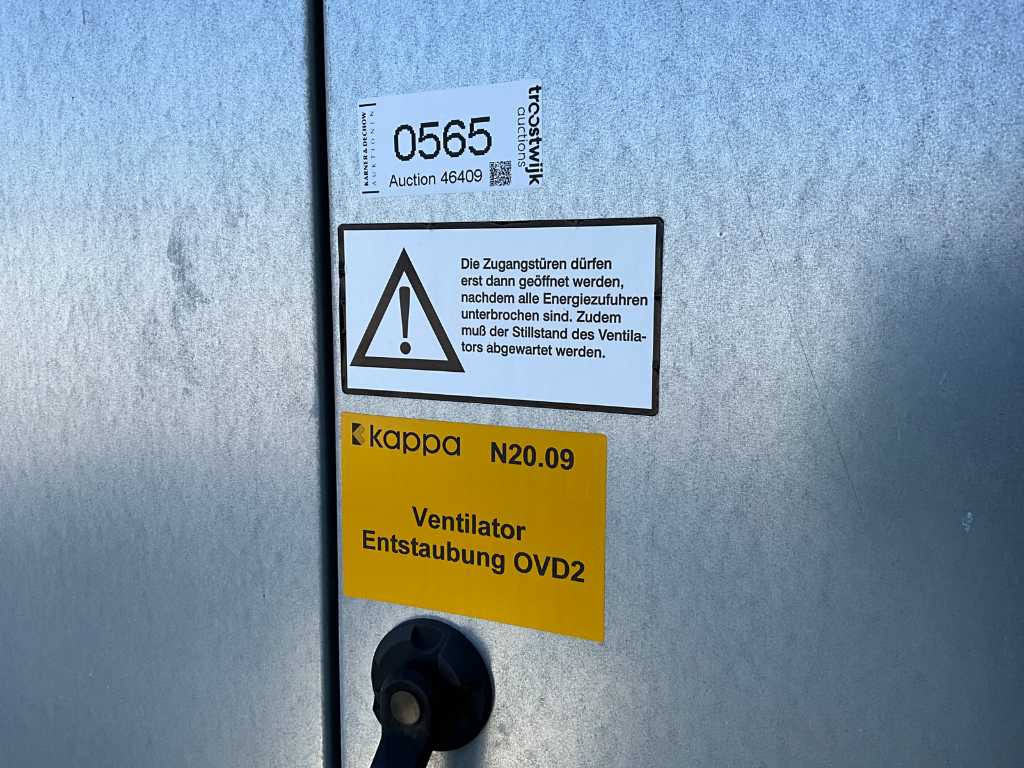 KARNER & DECHOW
AUKTIONEN
0565
Auction 46409
troostwijk
auctions
Die Zugangstüren dürfen
erst dann geöffnet werden,
nachdem alle Energiezufuhren
unterbrochen sind. Zudem
muß der Stillstand des Ventila-
tors abgewartet werden.
kappa N20.09
Ventilator
Entstaubung OVD2